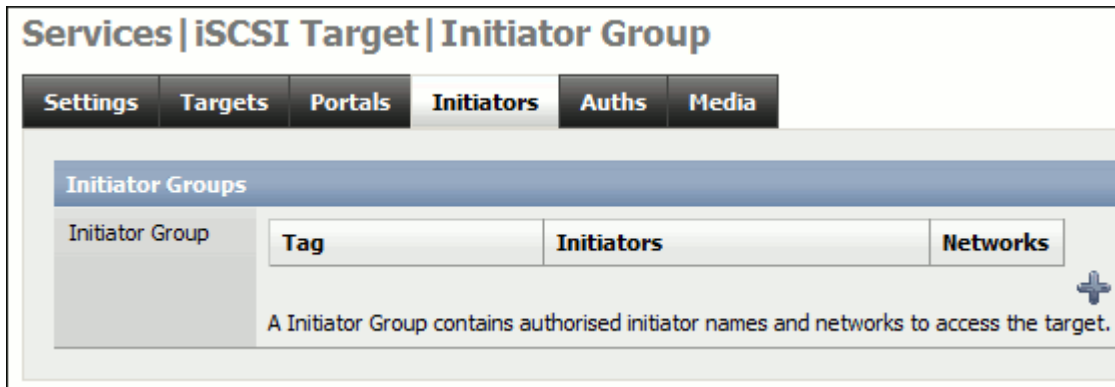 Services|iSCSI Target|Initiator Group
Settings Targets Portals Initiators Auths Media
Initiator Groups
Initiator Group Tag Initiators Networks
A Initiator Group contains authorised initiator names and networks to access the target.